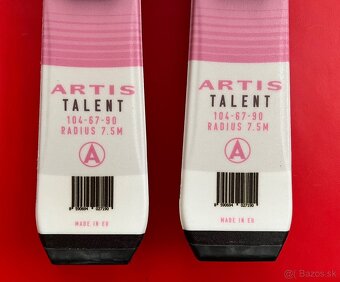 ARTIS
TALENT
104-67-90
RADIUS 7.5M
A
MADE IN EU
ARTIS
TALENT
104-67-90
RADIUS 7.5M
A
MADE IN EU
Bazos.sk